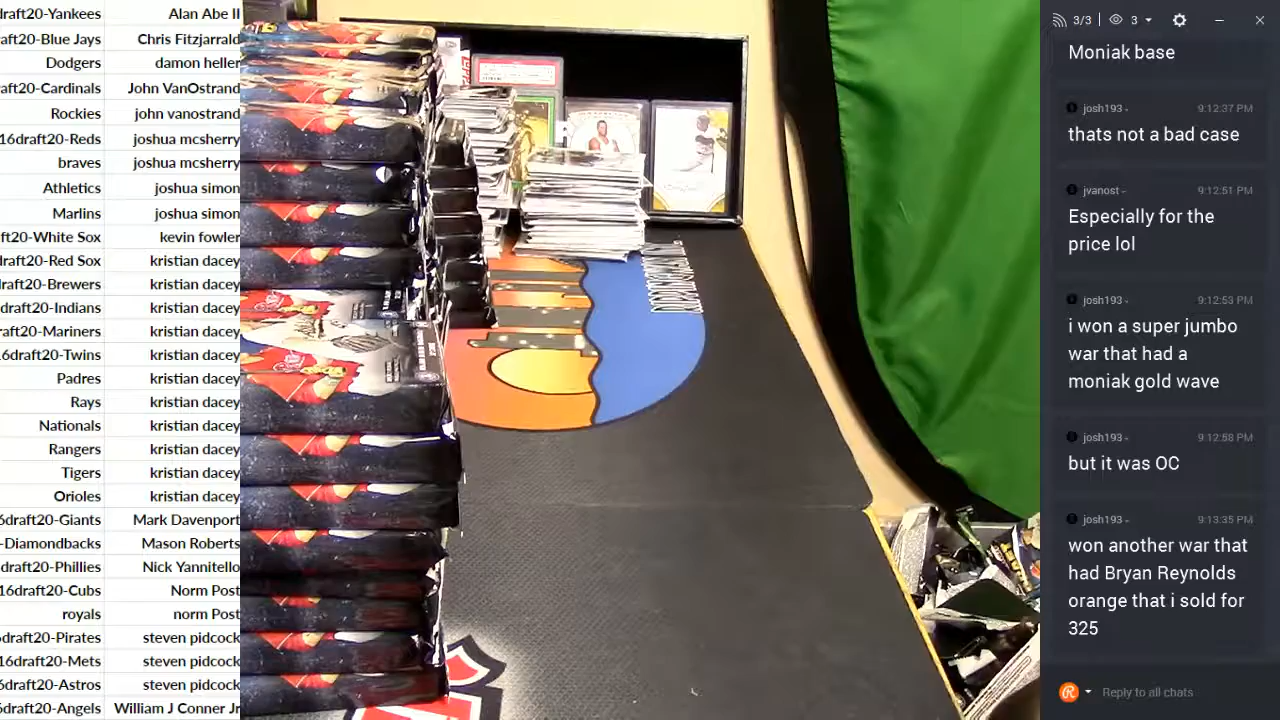 draft20-Yankees Alan Abe II
aft20-Blue Jays Chris Fitzjarrald
Dodgers damon heller
raft20-Cardinals John VanOstrand
Rockies john vanostrand
16draft20-Reds joshua mcsherry
braves joshua mcsherry
Athletics joshua simon
Marlins joshua simon
ft20-White Sox kevin fowler
draft20-Red Sox kristian dacey
draft20-Brewers kristian dacey
draft20-Indians kristian dacey
raft20-Mariners kristian dacey
16draft20-Twins kristian dacey
Padres kristian dacey
Rays kristian dacey
Nationals kristian dacey
Rangers kristian dacey
Tigers kristian dacey
Orioles kristian dacey
6draft20-Giants Mark Davenport
-Diamondbacks Mason Roberts
draft20-Phillies Nick Yannitello
16draft20-Cubs Norm Post
royals norm Post
draft20-Pirates steven pidcock
16draft20-Mets steven pidcock
6draft20-Astros steven pidcock
6draft20-Angels William J Conner Jr
3/3 3
Moniak base
josh193 - 9:12:37 PM
thats not a bad case
jvanost - 9:12:51 PM
Especially for the
price lol
josh193 - 9:12:53 PM
i won a super jumbo
war that had a
moniak gold wave
josh193 - 9:12:58 PM
but it was OC
josh193 - 9:13:35 PM
won another war that
had Bryan Reynolds
orange that i sold for
325
Reply to all chats